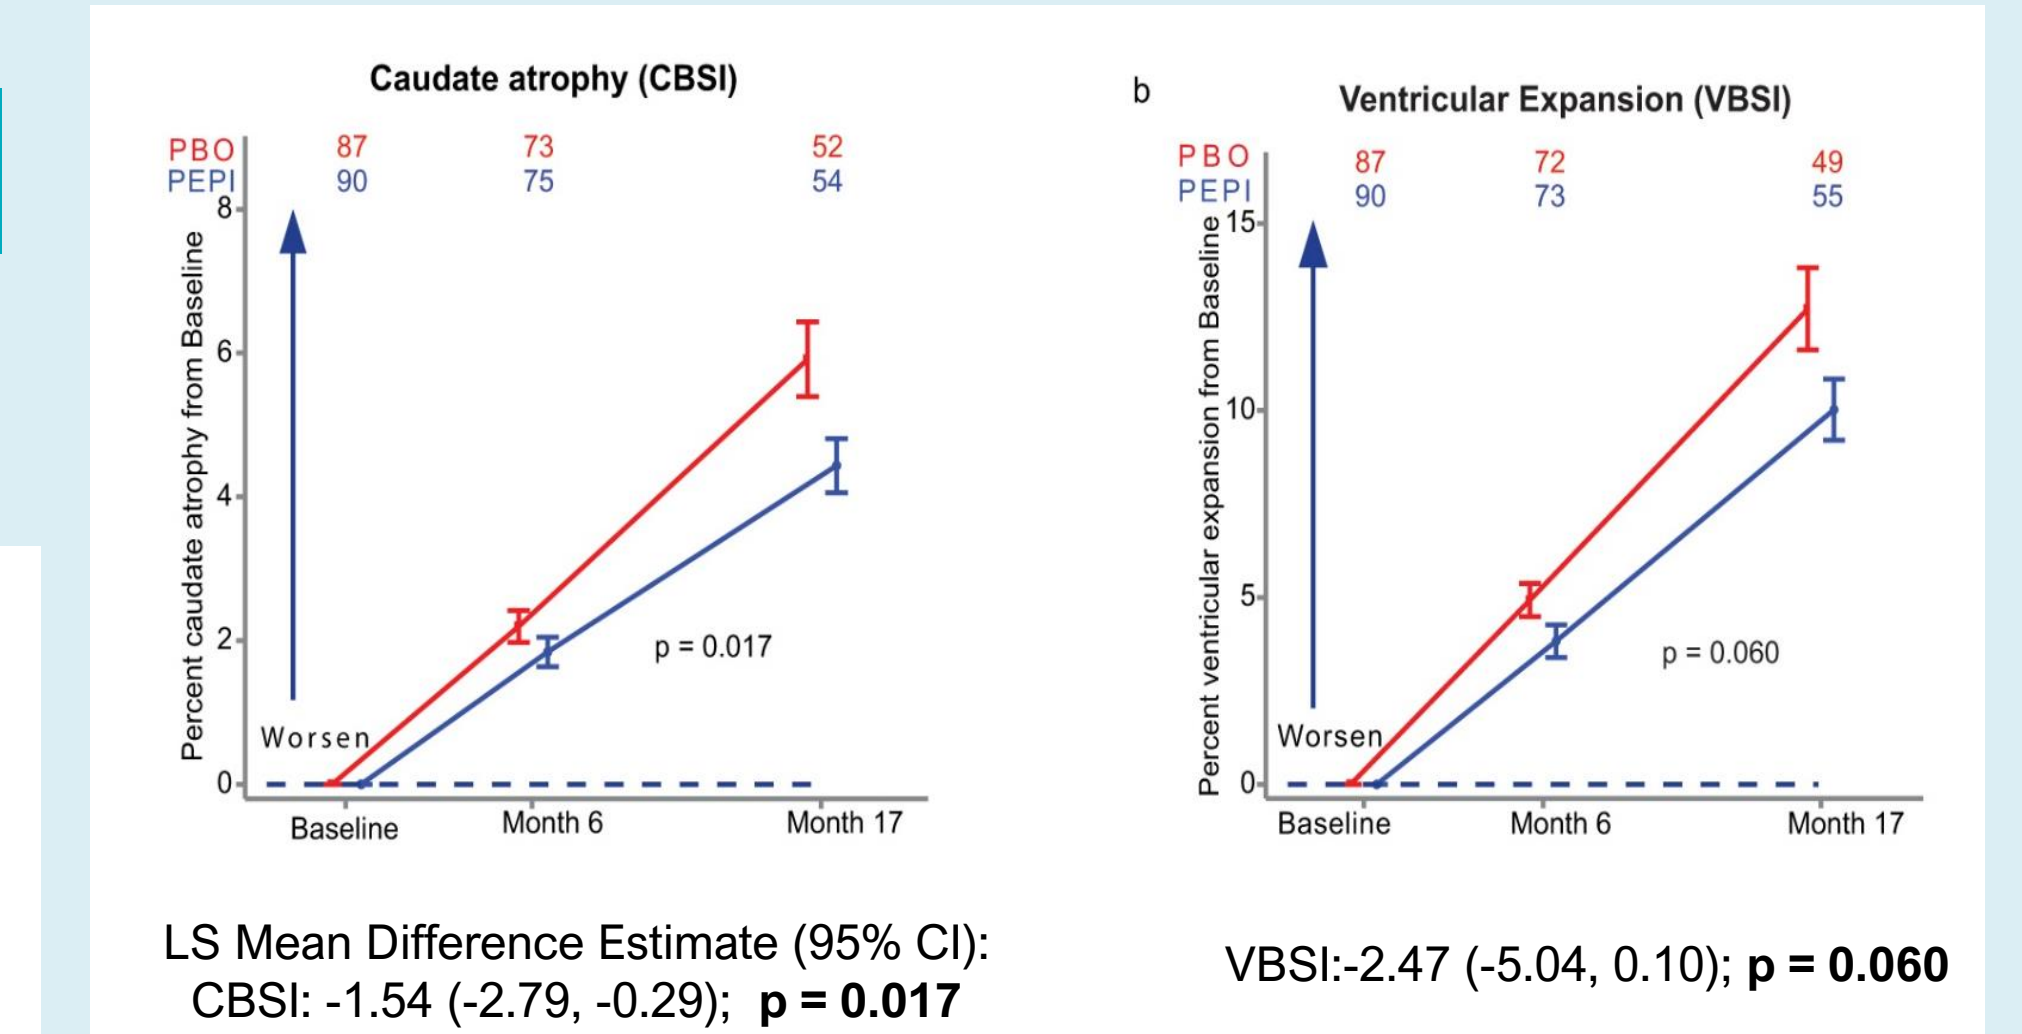 Caudate atrophy (CBSI)
PBO 87 73 52
PEPI 90 75 54
Percent caudate atrophy from Baseline
8
6
4
2
0
Worsen
p = 0.017
Baseline Month 6 Month 17
LS Mean Difference Estimate (95% CI):
CBSI: -1.54 (-2.79, -0.29); p = 0.017
b
Ventricular Expansion (VBSI)
PBO 87 72 49
PEPI 90 73 55
Percent ventricular expansion from Baseline
15
10
5
0
Worsen
p = 0.060
Baseline Month 6 Month 17
VBSI:-2.47 (-5.04, 0.10); p = 0.060